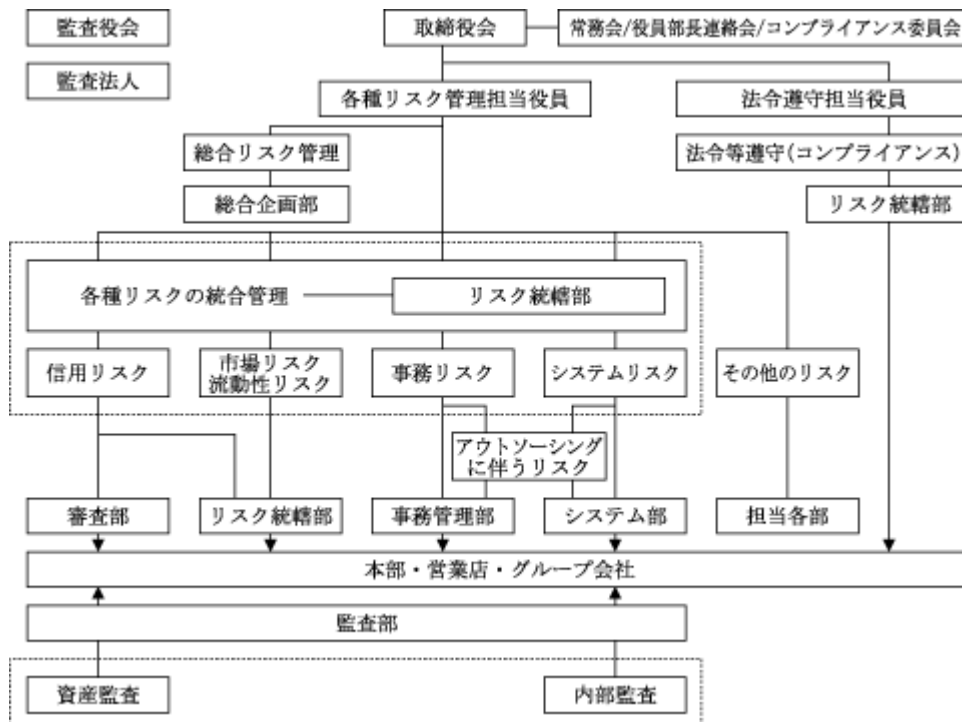 監査役会
取締役会
常務会/役員部長連絡会/コンプライアンス委員会
監査法人
各種リスク管理担当役員
法令遵守担当役員
総合リスク管理
法令等遵守(コンプライアンス)
総合企画部
リスク統轄部
各種リスクの統合管理
リスク統轄部
信用リスク
市場リスク
流動性リスク
事務リスク
システムリスク
その他のリスク
アウトソーシング
に伴うリスク
審査部
リスク統轄部
事務管理部
システム部
担当各部
本部・営業店・グループ会社
監査部
資産監査
内部監査